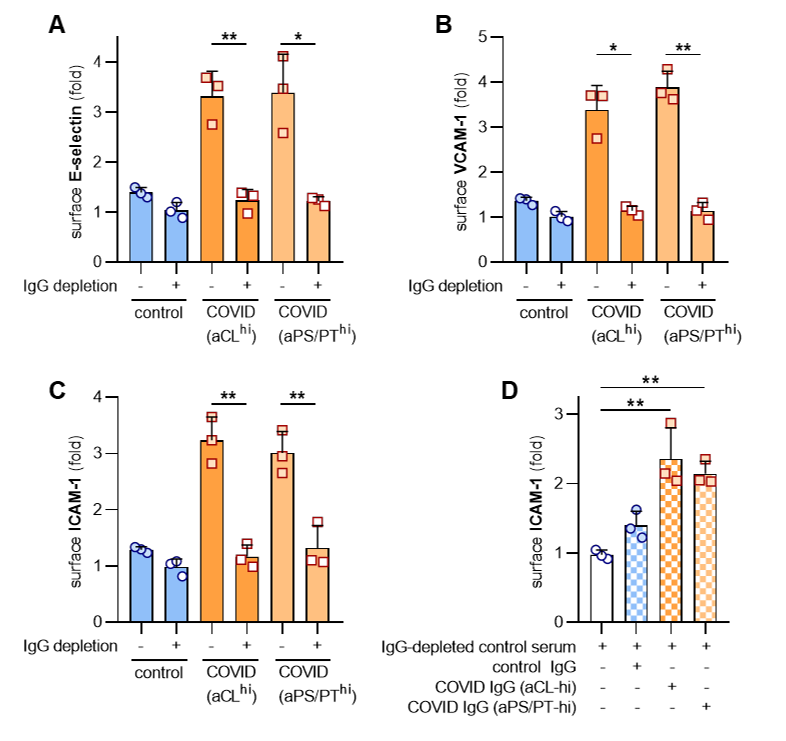 A
surface E-selectin (fold)
4
3
2
1
0
** *
IgG depletion - + - + - +
control COVID COVID
(aCLhi) (aPS/PThi)
B
surface VCAM-1 (fold)
5
4
3
2
1
0
* **
IgG depletion - + - + - +
control COVID COVID
(aCLhi) (aPS/PThi)
C
surface ICAM-1 (fold)
4
3
2
1
0
** **
IgG depletion - + - + - +
control COVID COVID
(aCLhi) (aPS/PThi)
D
surface ICAM-1 (fold)
3
2
1
0
**
**
IgG-depleted control serum + + + +
control IgG - + - -
COVID IgG (aCL-hi) - - + -
COVID IgG (aPS/PT-hi) - - - +